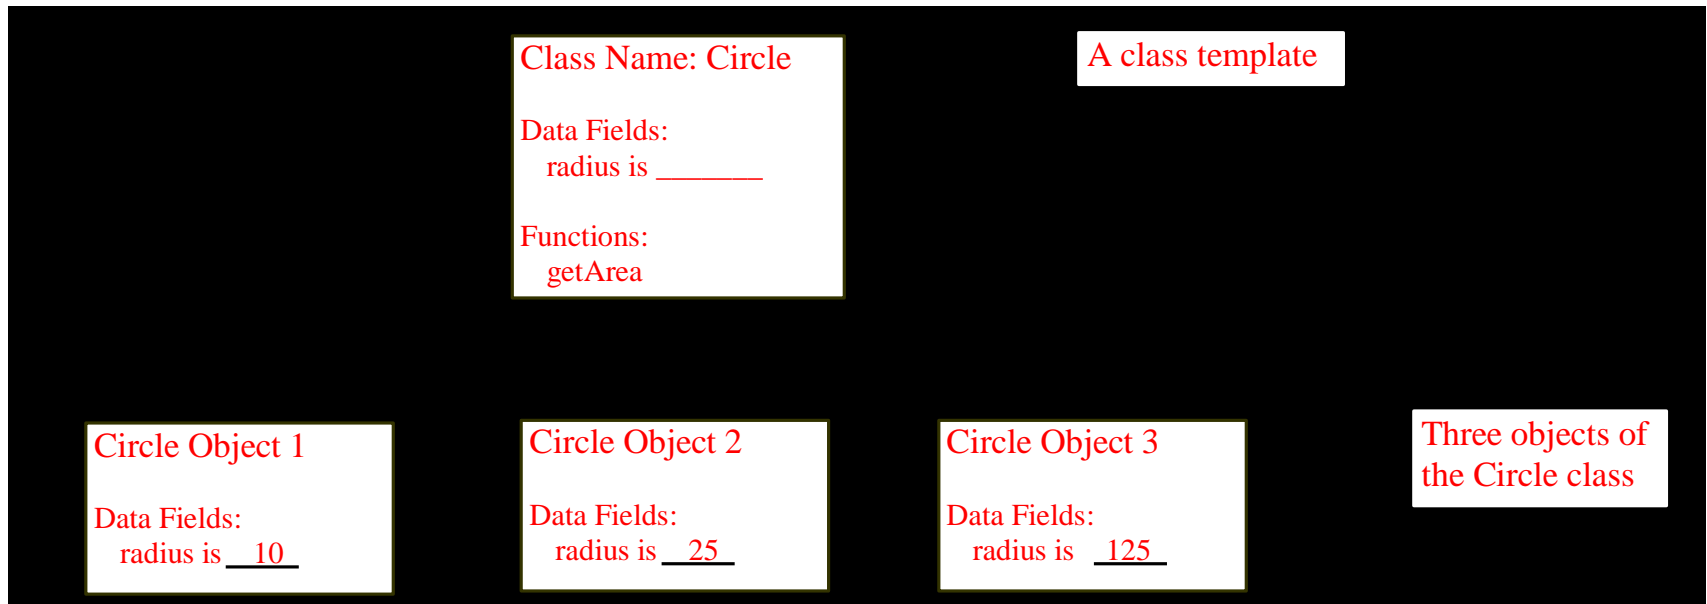 Class Name: Circle
Data Fields:
radius is _______
Functions:
getArea
A class template
Circle Object 1
Data Fields:
radius is 10
Circle Object 2
Data Fields:
radius is 25
Circle Object 3
Data Fields:
radius is 125
Three objects of
the Circle class